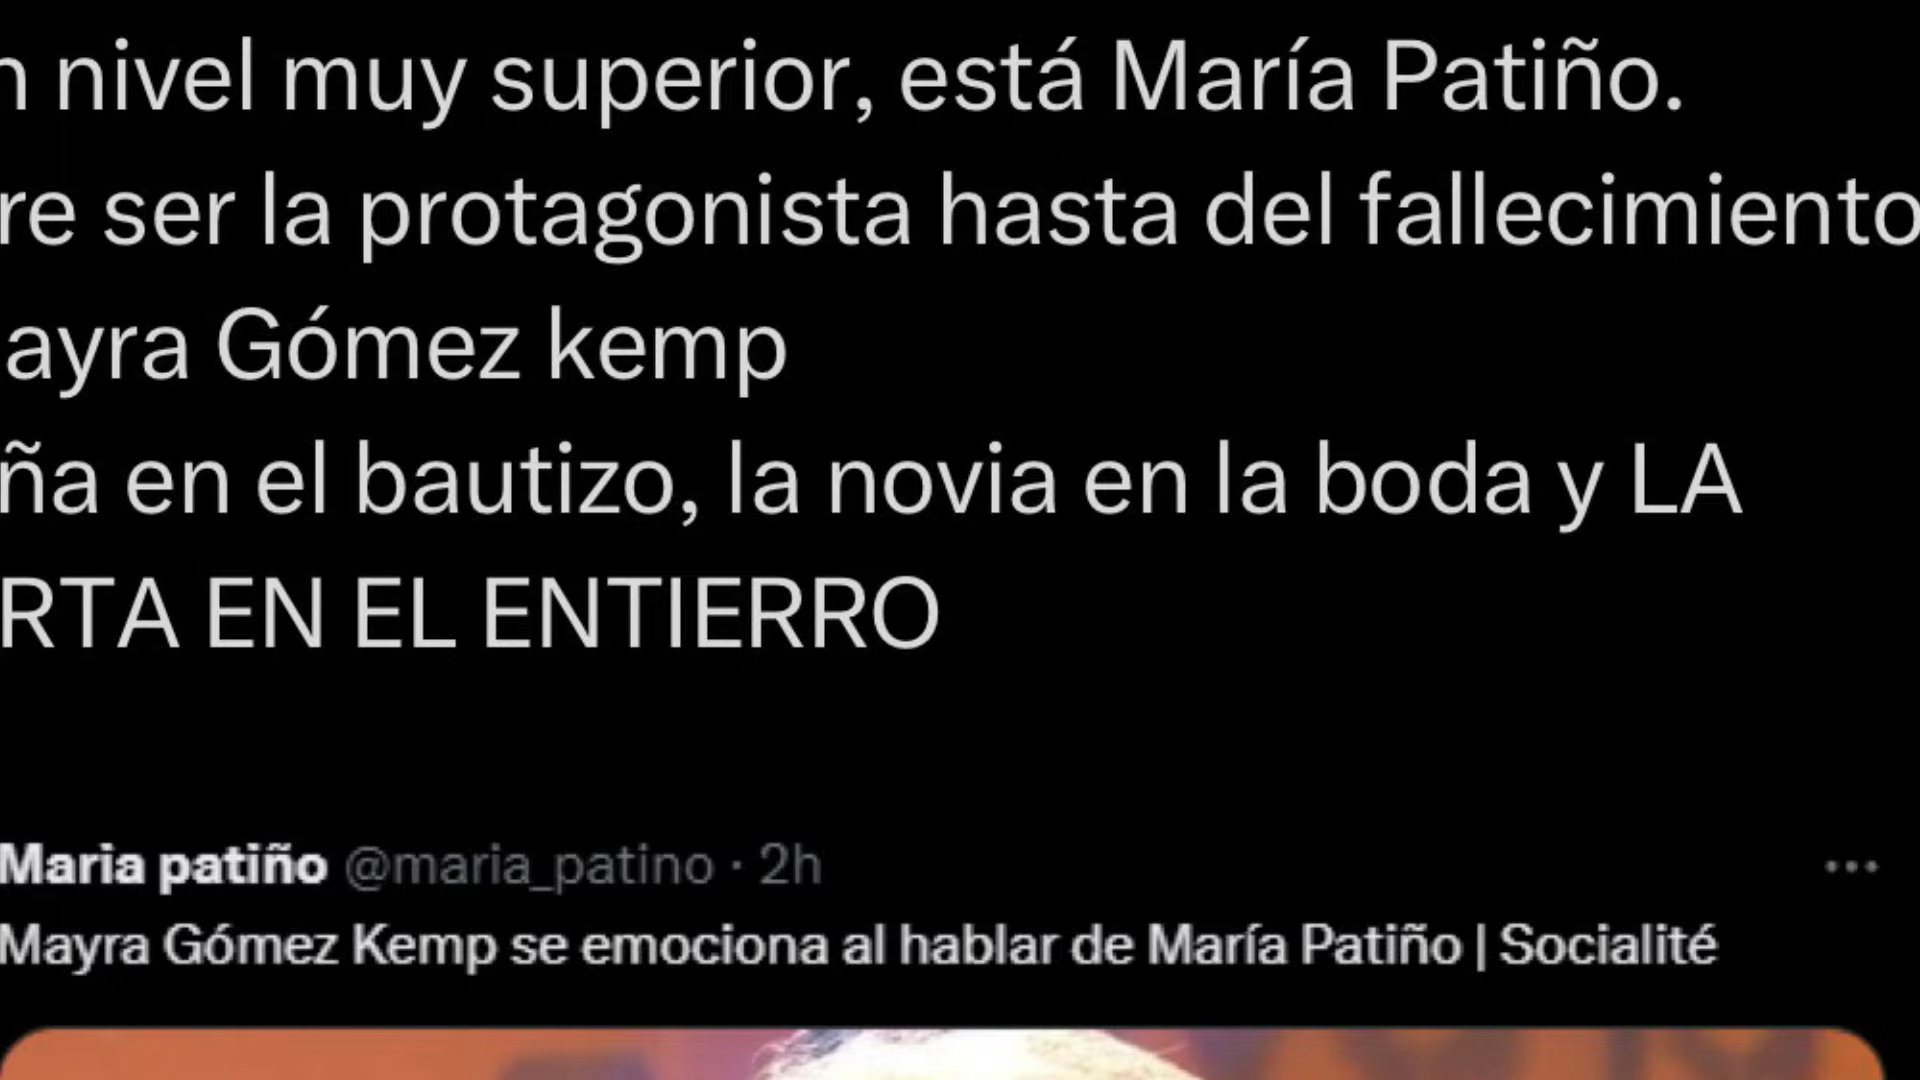 n nivel muy superior, está María Patiño.
re ser la protagonista hasta del fallecimiento
ayra Gómez kemp
ña en el bautizo, la novia en la boda y LA
RTA EN EL ENTIERRO
Maria patiño @maria_patino · 2h
Mayra Gómez Kemp se emociona al hablar de María Patiño | Socialité